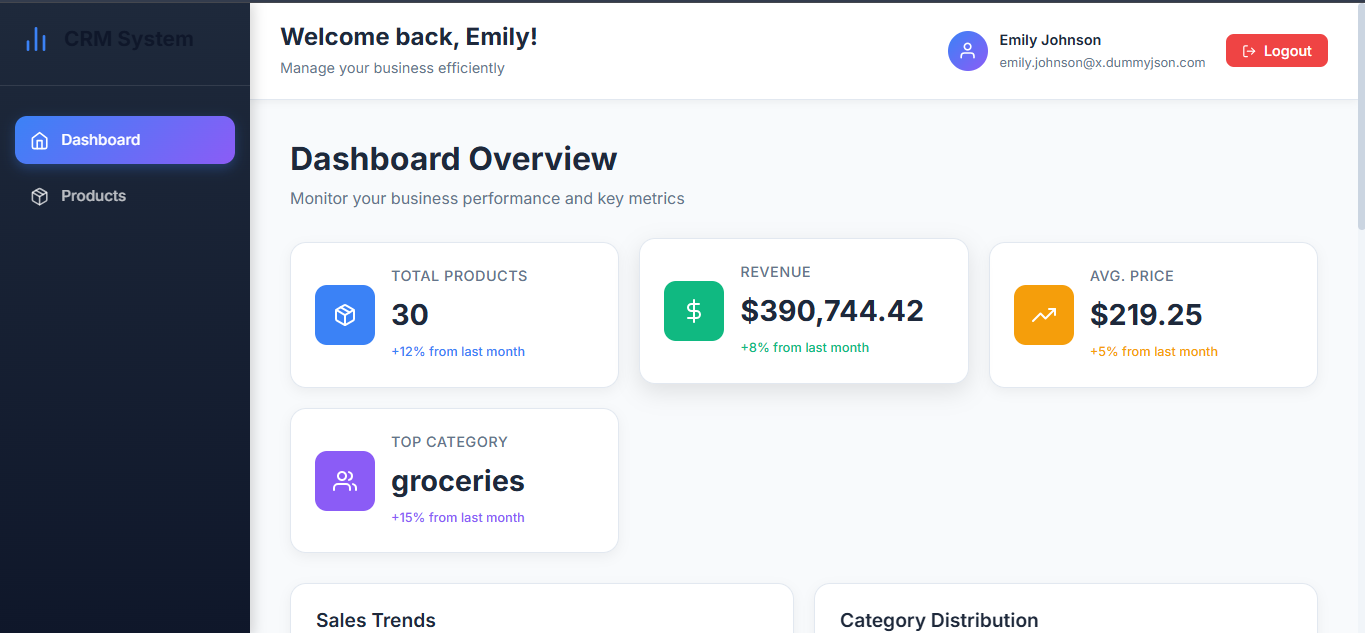 CRM System
Welcome back, Emily!
Manage your business efficiently
Emily Johnson
emily.johnson@x.dummyjson.com
Logout
Dashboard
Products
Dashboard Overview
Monitor your business performance and key metrics
TOTAL PRODUCTS
30
+12% from last month
REVENUE
$390,744.42
+8% from last month
AVG. PRICE
$219.25
+5% from last month
TOP CATEGORY
groceries
+15% from last month
Sales Trends
Category Distribution